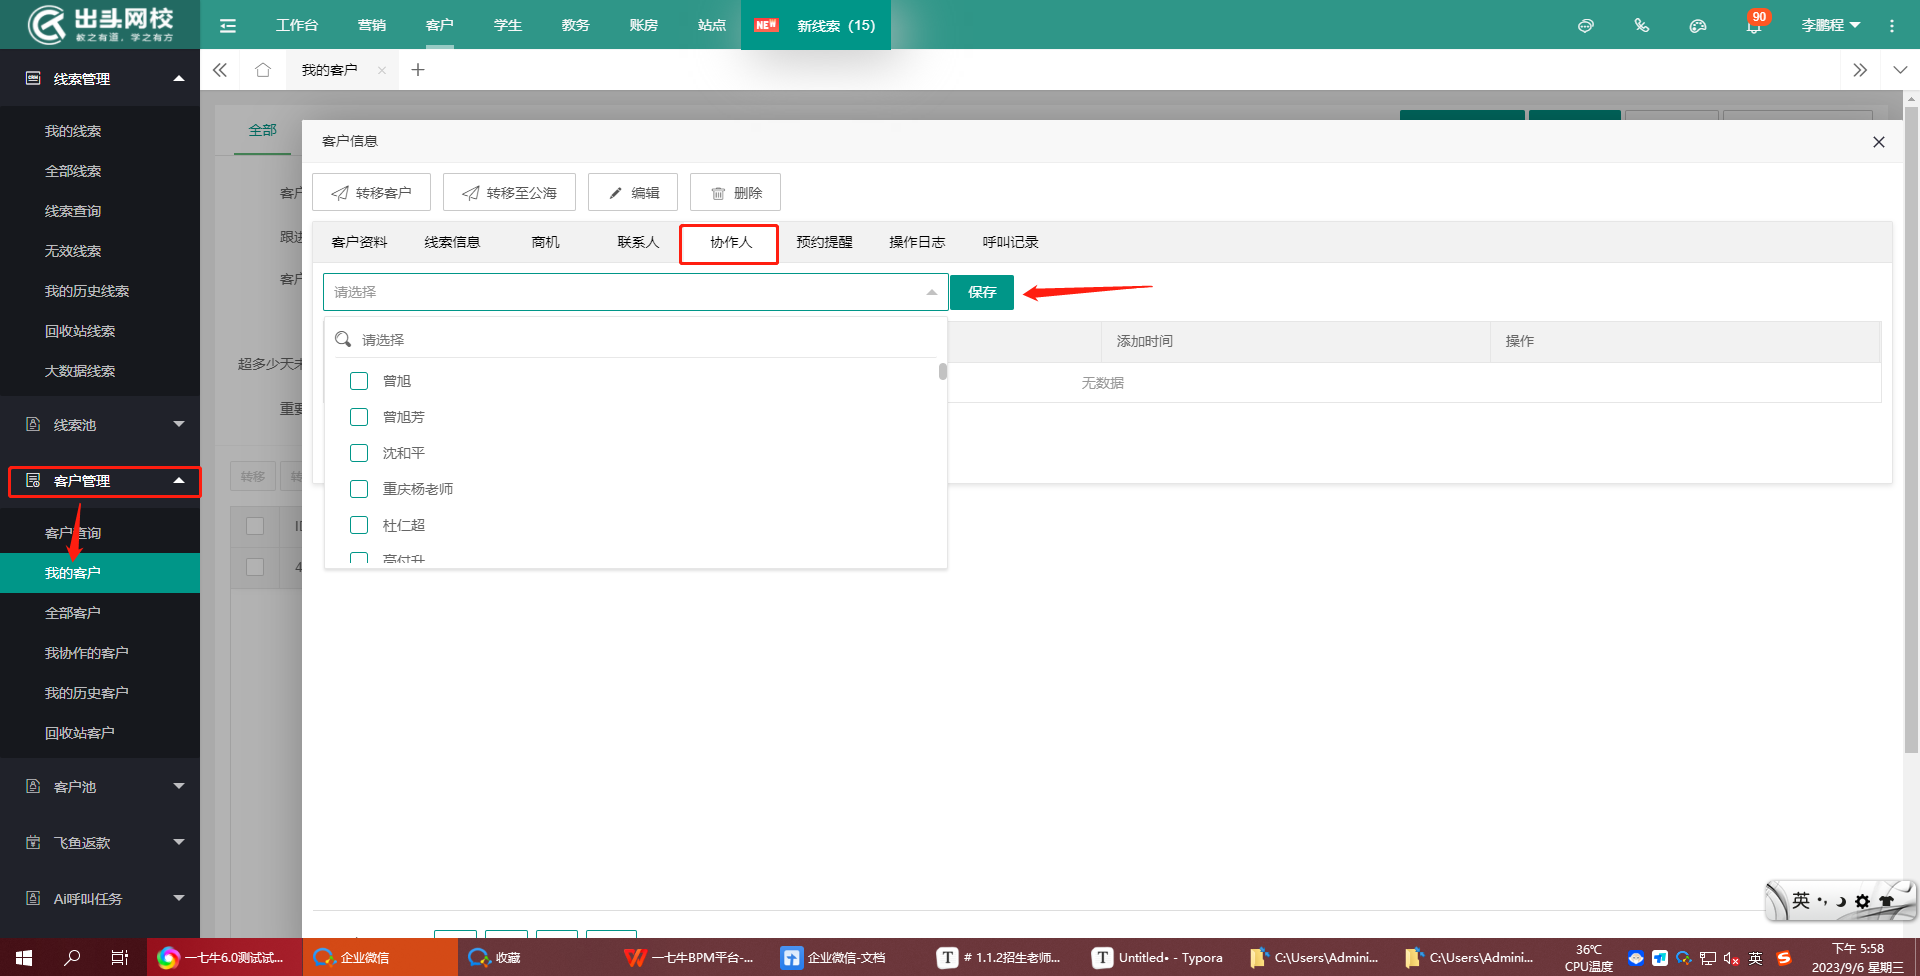 出头网校
教之有道，学之有方
工作台
营销
客户
学生
教务
账房
站点
NEW
新线索（15）
90
李鹏程
我的客户
线索管理
我的线索
全部线索
线索查询
无效线索
我的历史线索
回收站线索
大数据线索
线索池
客户管理
客户查询
我的客户
全部客户
我协作的客户
我的历史客户
回收站客户
客户池
飞鱼返款
Ai呼叫任务
全部
超多少天未
转移
4
客户信息
转移客户
转移至公海
编辑
删除
客户资料
线索信息
商机
联系人
协作人
预约提醒
操作日志
呼叫记录
请选择
保存
添加时间
操作
无数据
请选择
曾旭
曾旭芳
沈和平
重庆杨老师
杜仁超
英
一七牛6.0测试试...
企业微信
收藏
一七牛BPM平台-...
企业微信-文档
# 1.1.2招生老师...
Untitled• - Typora
C:\Users\Admini...
C:\Users\Admini...
36℃
CPU温度
英
下午 5:58
2023/9/6 星期三